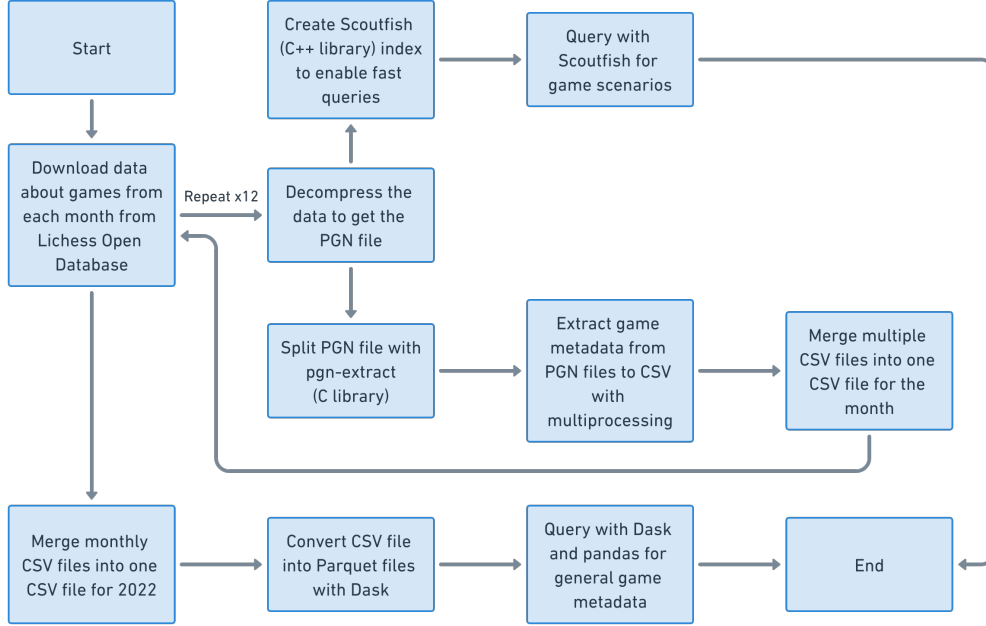 Start
Create Scoutfish
(C++ library) index
to enable fast
queries
Query with
Scoutfish for
game scenarios
Download data
about games from
each month from
Lichess Open
Database
Repeat x12
Decompress the
data to get the
PGN file
Split PGN file with
pgn-extract
(C library)
Extract game
metadata from
PGN files to CSV
with
multiprocessing
Merge multiple
CSV files into one
CSV file for the
month
Merge monthly
CSV files into one
CSV file for 2022
Convert CSV file
into Parquet files
with Dask
Query with Dask
and pandas for
general game
metadata
End